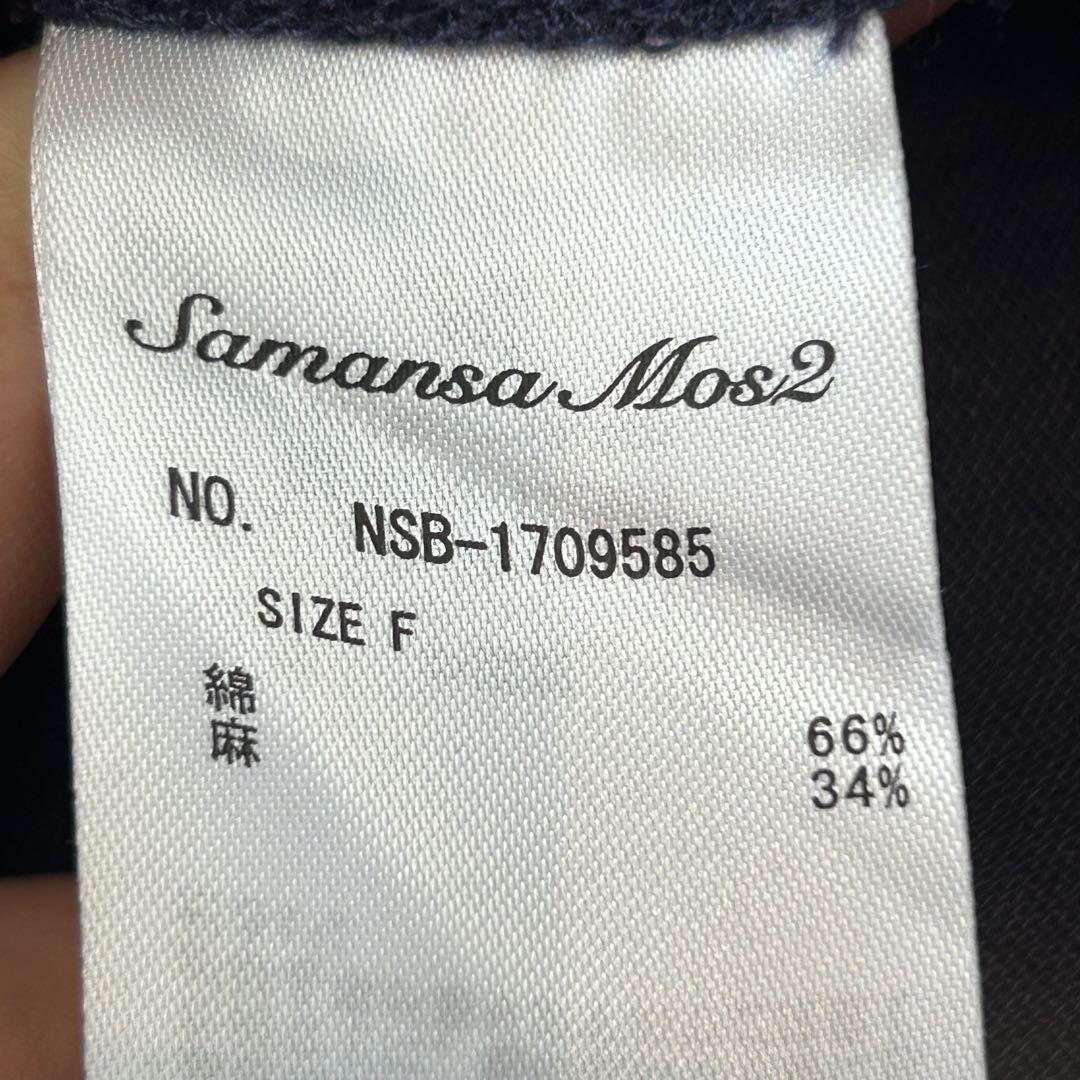 Samansa Mos2
NO. NSB-1709585
SIZE F
綿 66%
麻 34%